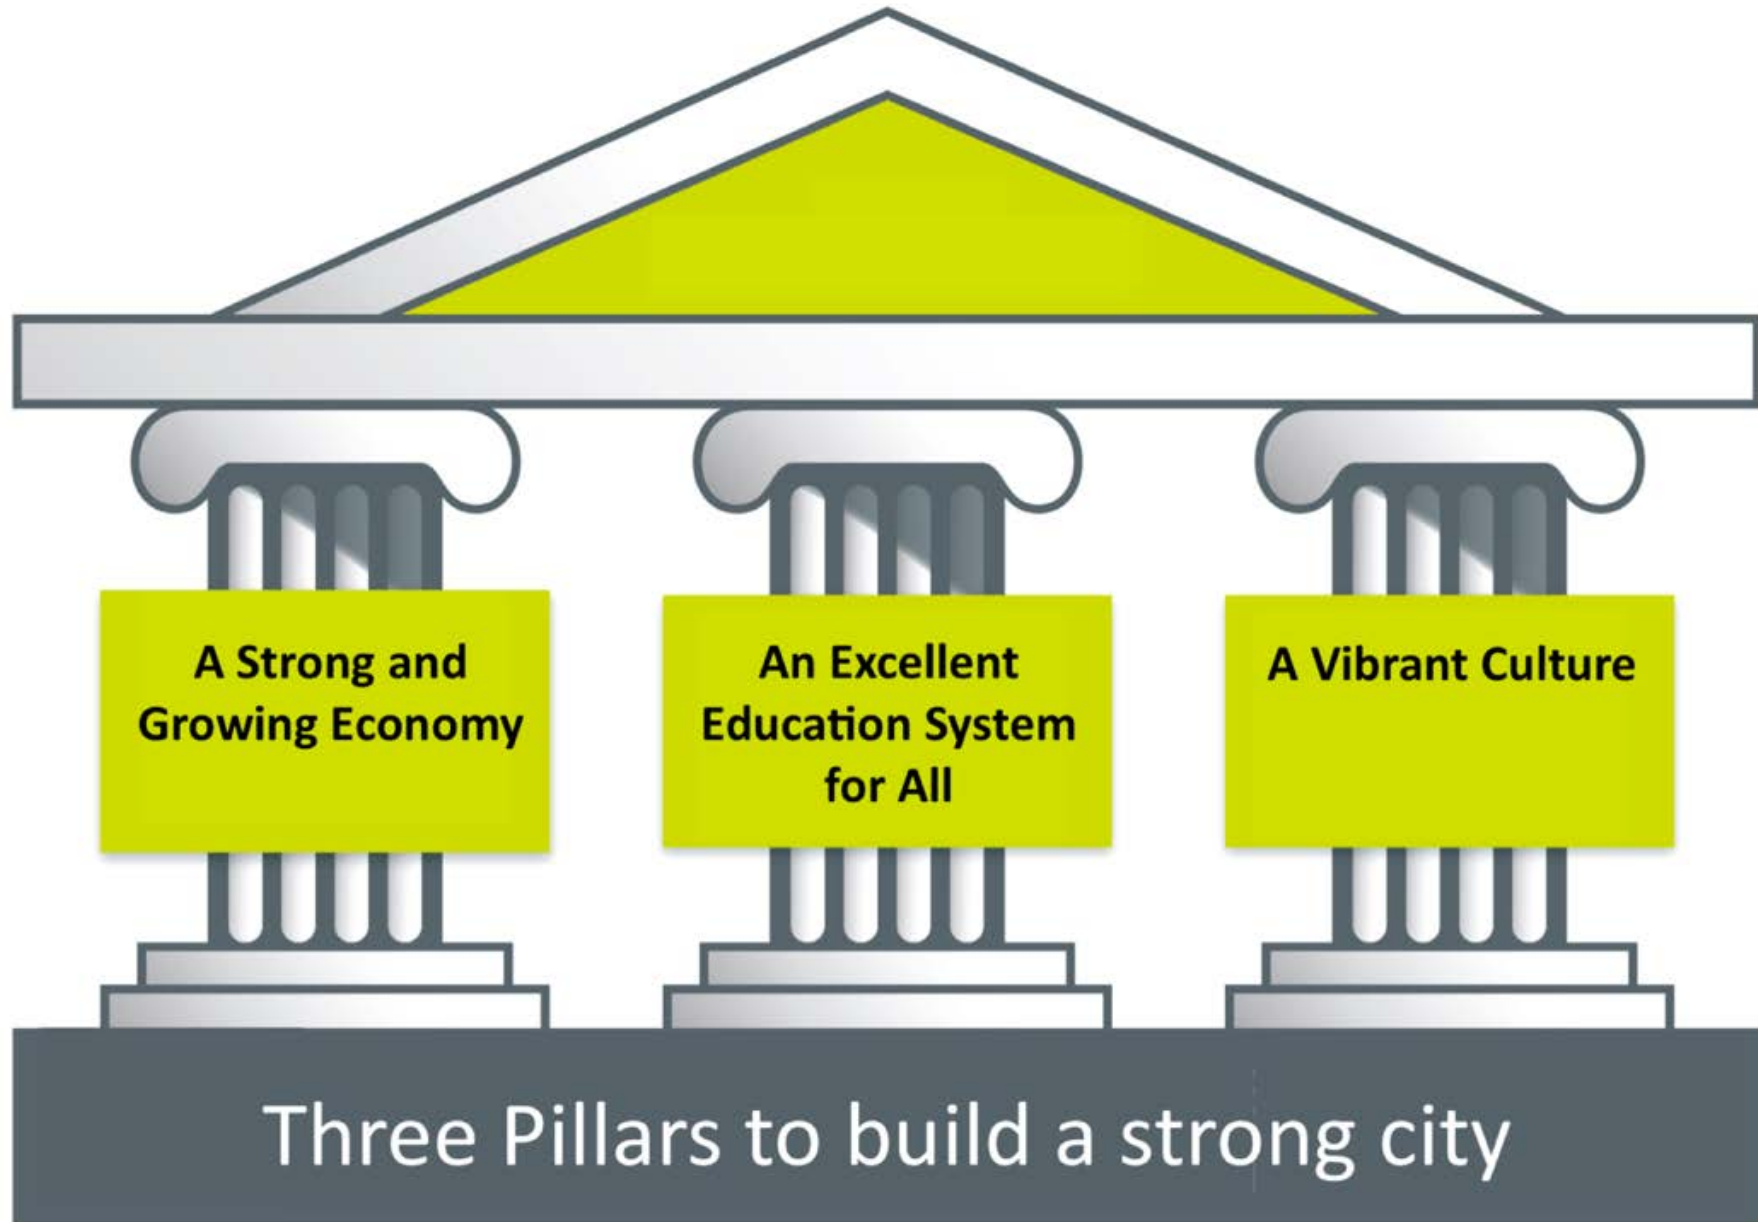 A Strong and
Growing Economy
An Excellent
Education System
for All
A Vibrant Culture
Three Pillars to build a strong city